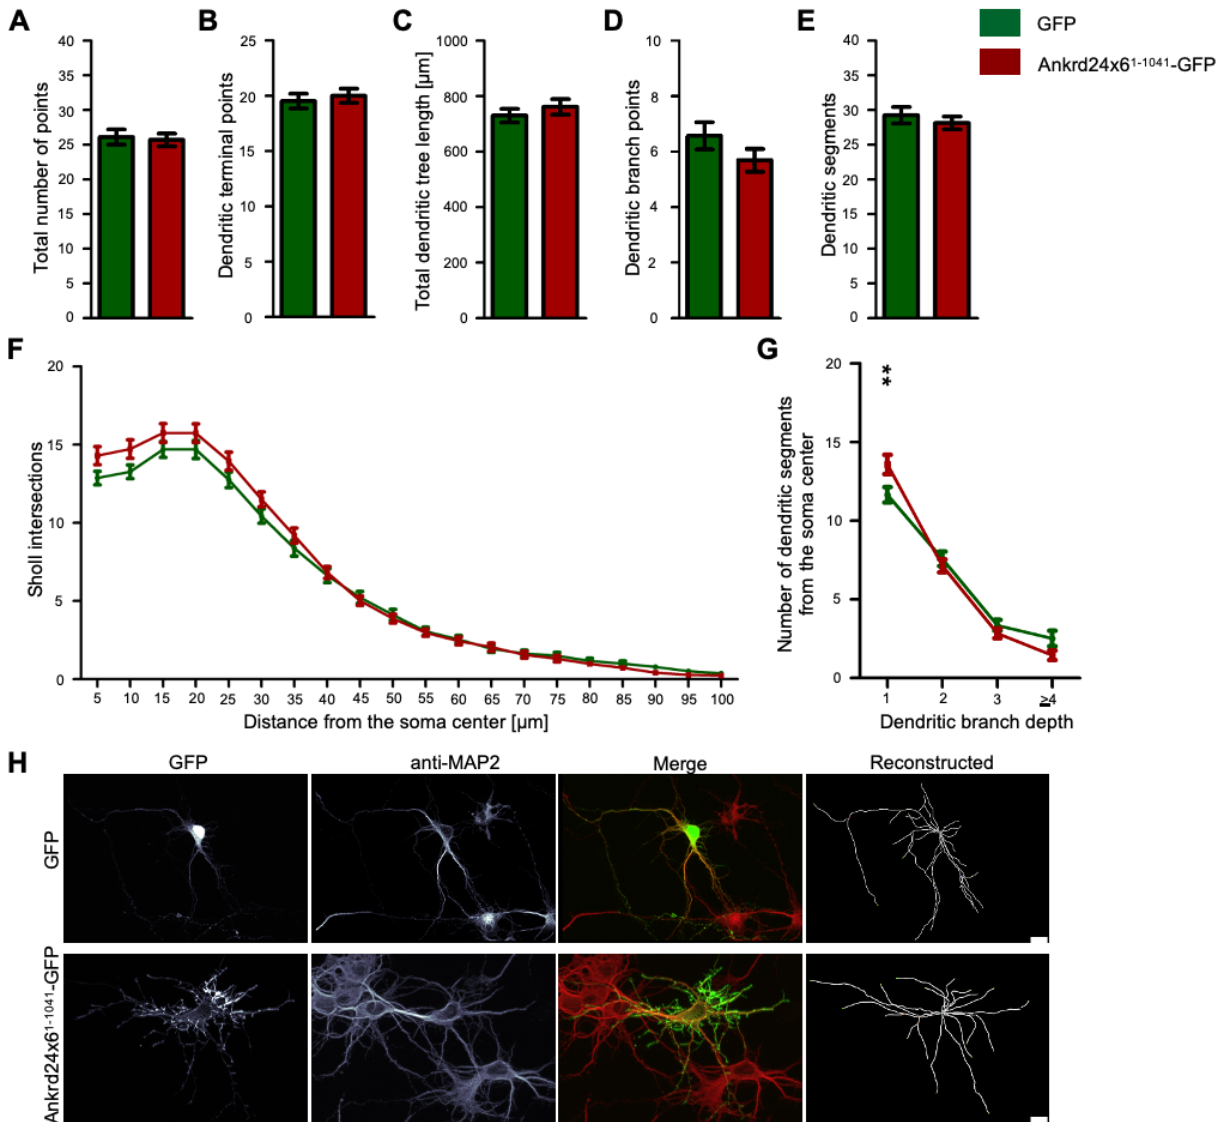 A
B
C
D
E
GFP
Ankrd24x6¹⁻¹⁰⁴¹-GFP
Total number of points
40
35
30
25
20
15
10
5
0
Dendritic terminal points
25
20
15
10
5
0
Total dendritic tree length [µm]
1000
800
600
400
200
0
Dendritic branch points
10
8
6
4
2
0
Dendritic segments
40
35
30
25
20
15
10
5
0
F
Sholl intersections
20
15
10
5
0
5 10 15 20 25 30 35 40 45 50 55 60 65 70 75 80 85 90 95 100
Distance from the soma center [µm]
G
Number of dendritic segments
from the soma center
20
15
10
5
0
**
1 2 3 ≥4
Dendritic branch depth
H
GFP anti-MAP2 Merge Reconstructed
GFP
Ankrd24x6¹⁻¹⁰⁴¹-GFP